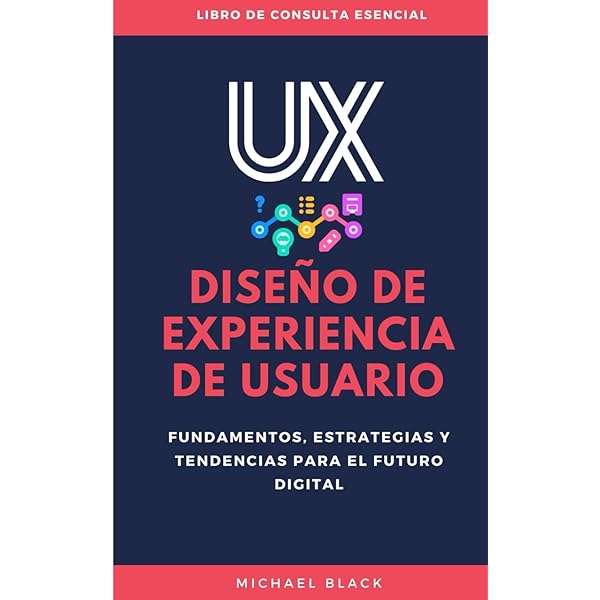 LIBRO DE CONSULTA ESENCIAL
UX
?
DISEÑO DE
EXPERIENCIA
DE USUARIO
FUNDAMENTOS, ESTRATEGIAS Y
TENDENCIAS PARA EL FUTURO
DIGITAL
MICHAEL BLACK